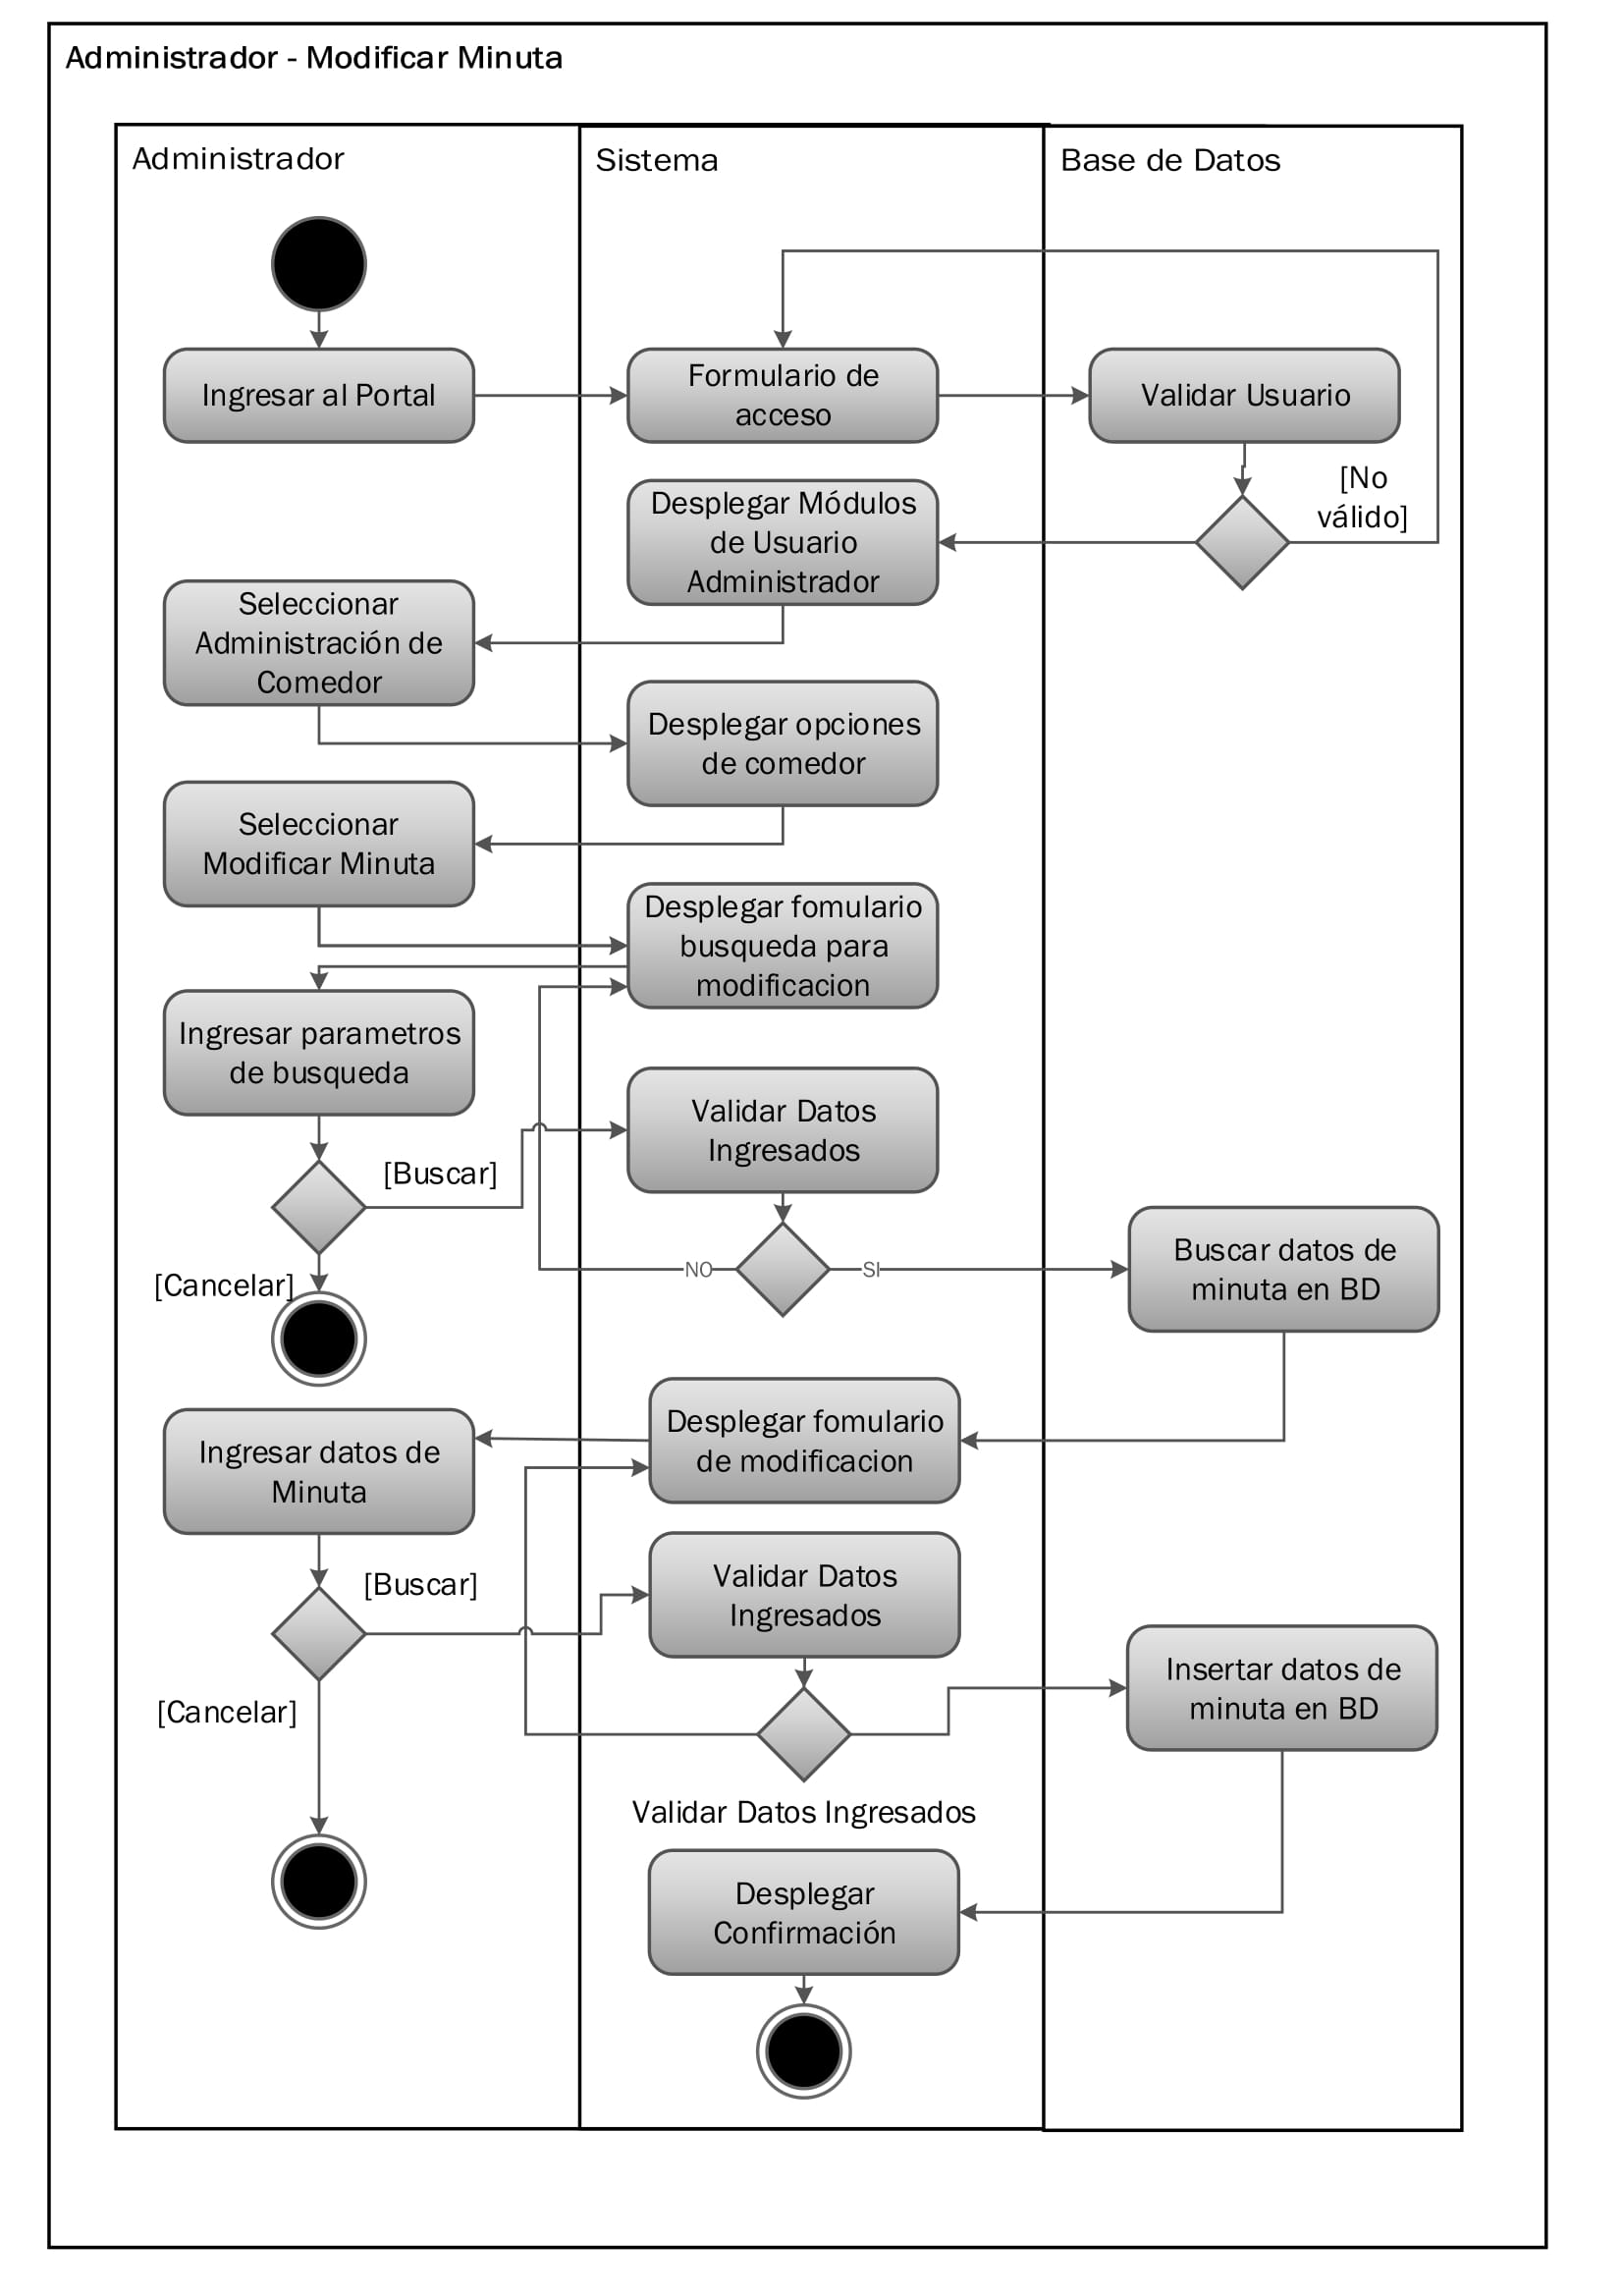 Administrador - Modificar Minuta
Administrador
Sistema
Base de Datos
Ingresar al Portal
Formulario de
acceso
Validar Usuario
[No
válido]
Desplegar Módulos
de Usuario
Administrador
Seleccionar
Administración de
Comedor
Desplegar opciones
de comedor
Seleccionar
Modificar Minuta
Desplegar fomulario
busqueda para
modificacion
Ingresar parametros
de busqueda
Validar Datos
Ingresados
[Buscar]
[Cancelar]
NO
SI
Buscar datos de
minuta en BD
Desplegar fomulario
de modificacion
Ingresar datos de
Minuta
[Buscar]
Validar Datos
Ingresados
[Cancelar]
Insertar datos de
minuta en BD
Validar Datos Ingresados
Desplegar
Confirmación